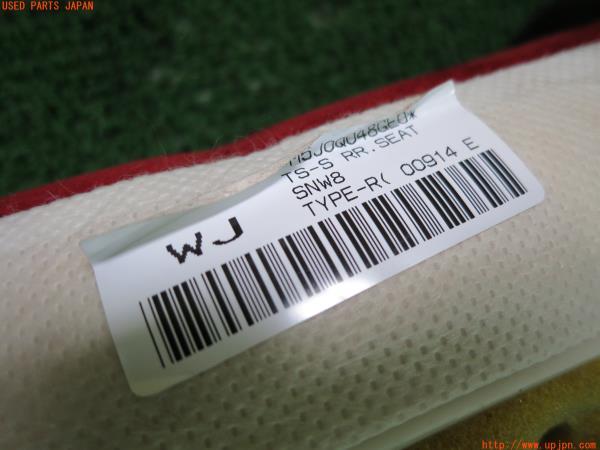 USED PARTS JAPAN
TS-S RR.SEAT
SNW8
TYPE-R( 00914 E
WJ
http://www.upjpn.com